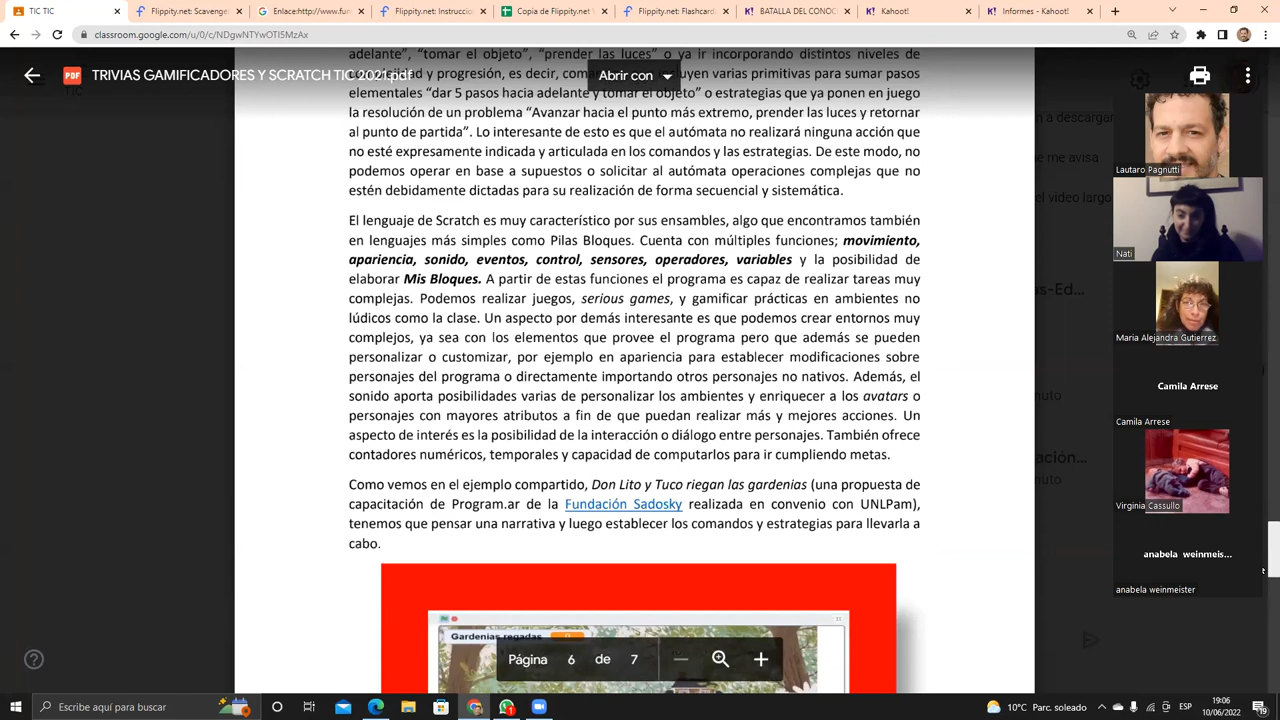 TIC TIC
Flippity.net: Scaveng
Enlace:http://www.fun
Flippity.net: Instruccio
Copia de Flippity.net
Flippity.net: Flashcard
BATALLA DEL CONOC
Kahoot!
Informes - Kahoot!
classroom.google.com/u/0/c/NDgwNTYwOTI5MzAx
adelante", "tomar el objeto", "prender las luces" o ya ir incorporando distintos niveles de
TRIVIAS GAMIFICADORES Y SCRATCH TIC 2021.pdf
y progresión, es decir,
varias primitivas para sumar pasos
Abrir con
elementales "dar 5 pasos hacia adelante y tomar el objeto" o estrategias que ya ponen en juego
la resolución de un problema "Avanzar hacia el punto más extremo, prender las luces y retornar
al punto de partida". Lo interesante de esto es que el autómata no realizará ninguna acción que
no esté expresamente indicada y articulada en los comandos y las estrategias. De este modo, no
podemos operar en base a supuestos o solicitar al autómata operaciones complejas que no
estén debidamente dictadas para su realización de forma secuencial y sistemática.
El lenguaje de Scratch es muy característico por sus ensambles, algo que encontramos también
en lenguajes más simples como Pilas Bloques. Cuenta con múltiples funciones; movimiento,
apariencia, sonido, eventos, control, sensores, operadores, variables y la posibilidad de
elaborar Mis Bloques. A partir de estas funciones el programa es capaz de realizar tareas muy
complejas. Podemos realizar juegos, serious games, y gamificar prácticas en ambientes no
lúdicos como la clase. Un aspecto por demás interesante es que podemos crear entornos muy
complejos, ya sea con los elementos que provee el programa pero que además se pueden
personalizar o customizar, por ejemplo en apariencia para establecer modificaciones sobre
personajes del programa o directamente importando otros personajes no nativos. Además, el
sonido aporta posibilidades varias de personalizar los ambientes y enriquecer a los avatars o
personajes con mayores atributos a fin de que puedan realizar más y mejores acciones. Un
aspecto de interés es la posibilidad de la interacción o diálogo entre personajes. También ofrece
contadores numéricos, temporales y capacidad de computarlos para ir cumpliendo metas.
Como vemos en el ejemplo compartido, Don Lito y Tuco riegan las gardenias (una propuesta de
capacitación de Program.ar de la Fundación Sadosky realizada en convenio con UNLPam),
tenemos que pensar una narrativa y luego establecer los comandos y estrategias para llevarla a
cabo.
Gardenias regadas
Página 6 de 7
n a descargar
e me avisa
el video largo
as-Ed...
nuto
ación...
nuto
Lautaro Pagnutti
Nati
Maria Alejandra Gutierrez
Camila Arrese
Camila Arrese
Virginia Cassullo
anabela weinmeis...
anabela weinmeister
Escribe aquí para buscar
1
10°C Parc. soleado
ESP
19:06
10/06/2022
19